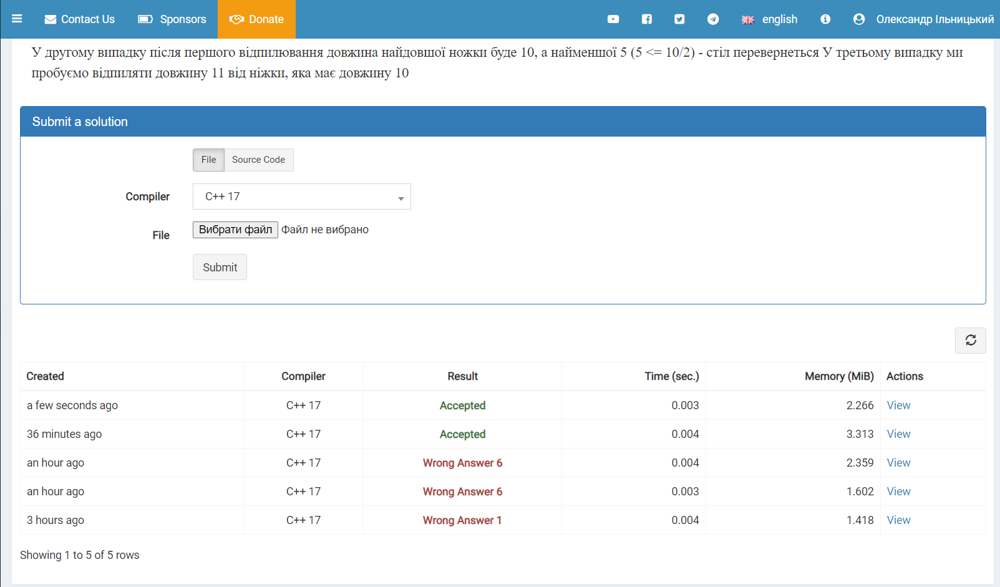 Contact Us Sponsors Donate english Олександр Ільницький
У другому випадку після першого відпилювання довжина найдовшої ножки буде 10, а найменшої 5 (5 <= 10/2) - стіл перевернеться У третьому випадку ми
пробуємо відпиляти довжину 11 від ніжки, яка має довжину 10
Submit a solution
File Source Code
Compiler C++ 17
File Вибрати файл Файл не вибрано
Submit
Created Compiler Result Time (sec.) Memory (MiB) Actions
a few seconds ago C++ 17 Accepted 0.003 2.266 View
36 minutes ago C++ 17 Accepted 0.004 3.313 View
an hour ago C++ 17 Wrong Answer 6 0.004 2.359 View
an hour ago C++ 17 Wrong Answer 6 0.003 1.602 View
3 hours ago C++ 17 Wrong Answer 1 0.004 1.418 View
Showing 1 to 5 of 5 rows